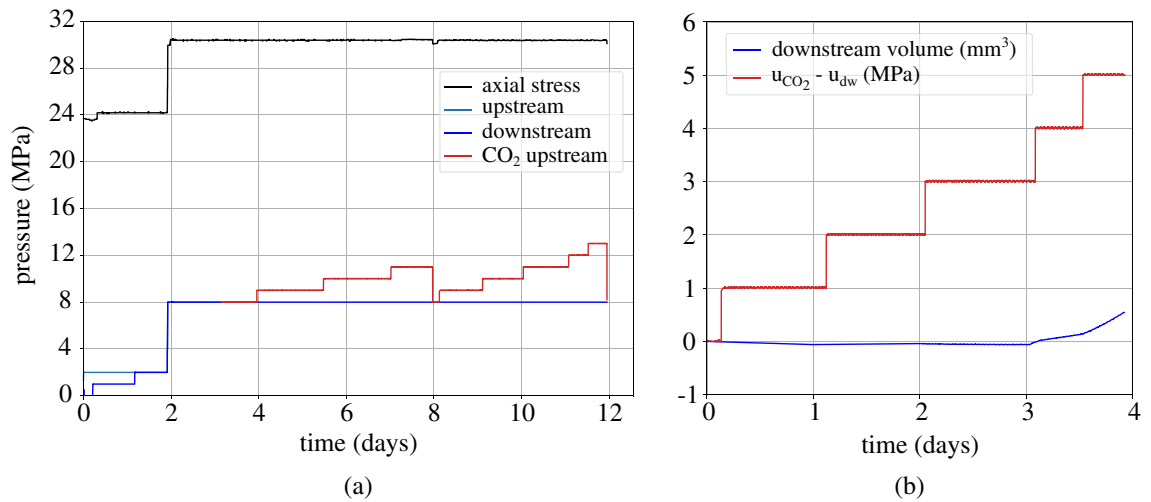 32
28
24
20
16
12
8
4
0
pressure (MPa)
axial stress
upstream
downstream
CO₂ upstream
0 2 4 6 8 10 12
time (days)
(a)
6
5
4
3
2
1
0
-1
downstream volume (mm³)
u_CO₂ - u_dw (MPa)
0 1 2 3 4
time (days)
(b)